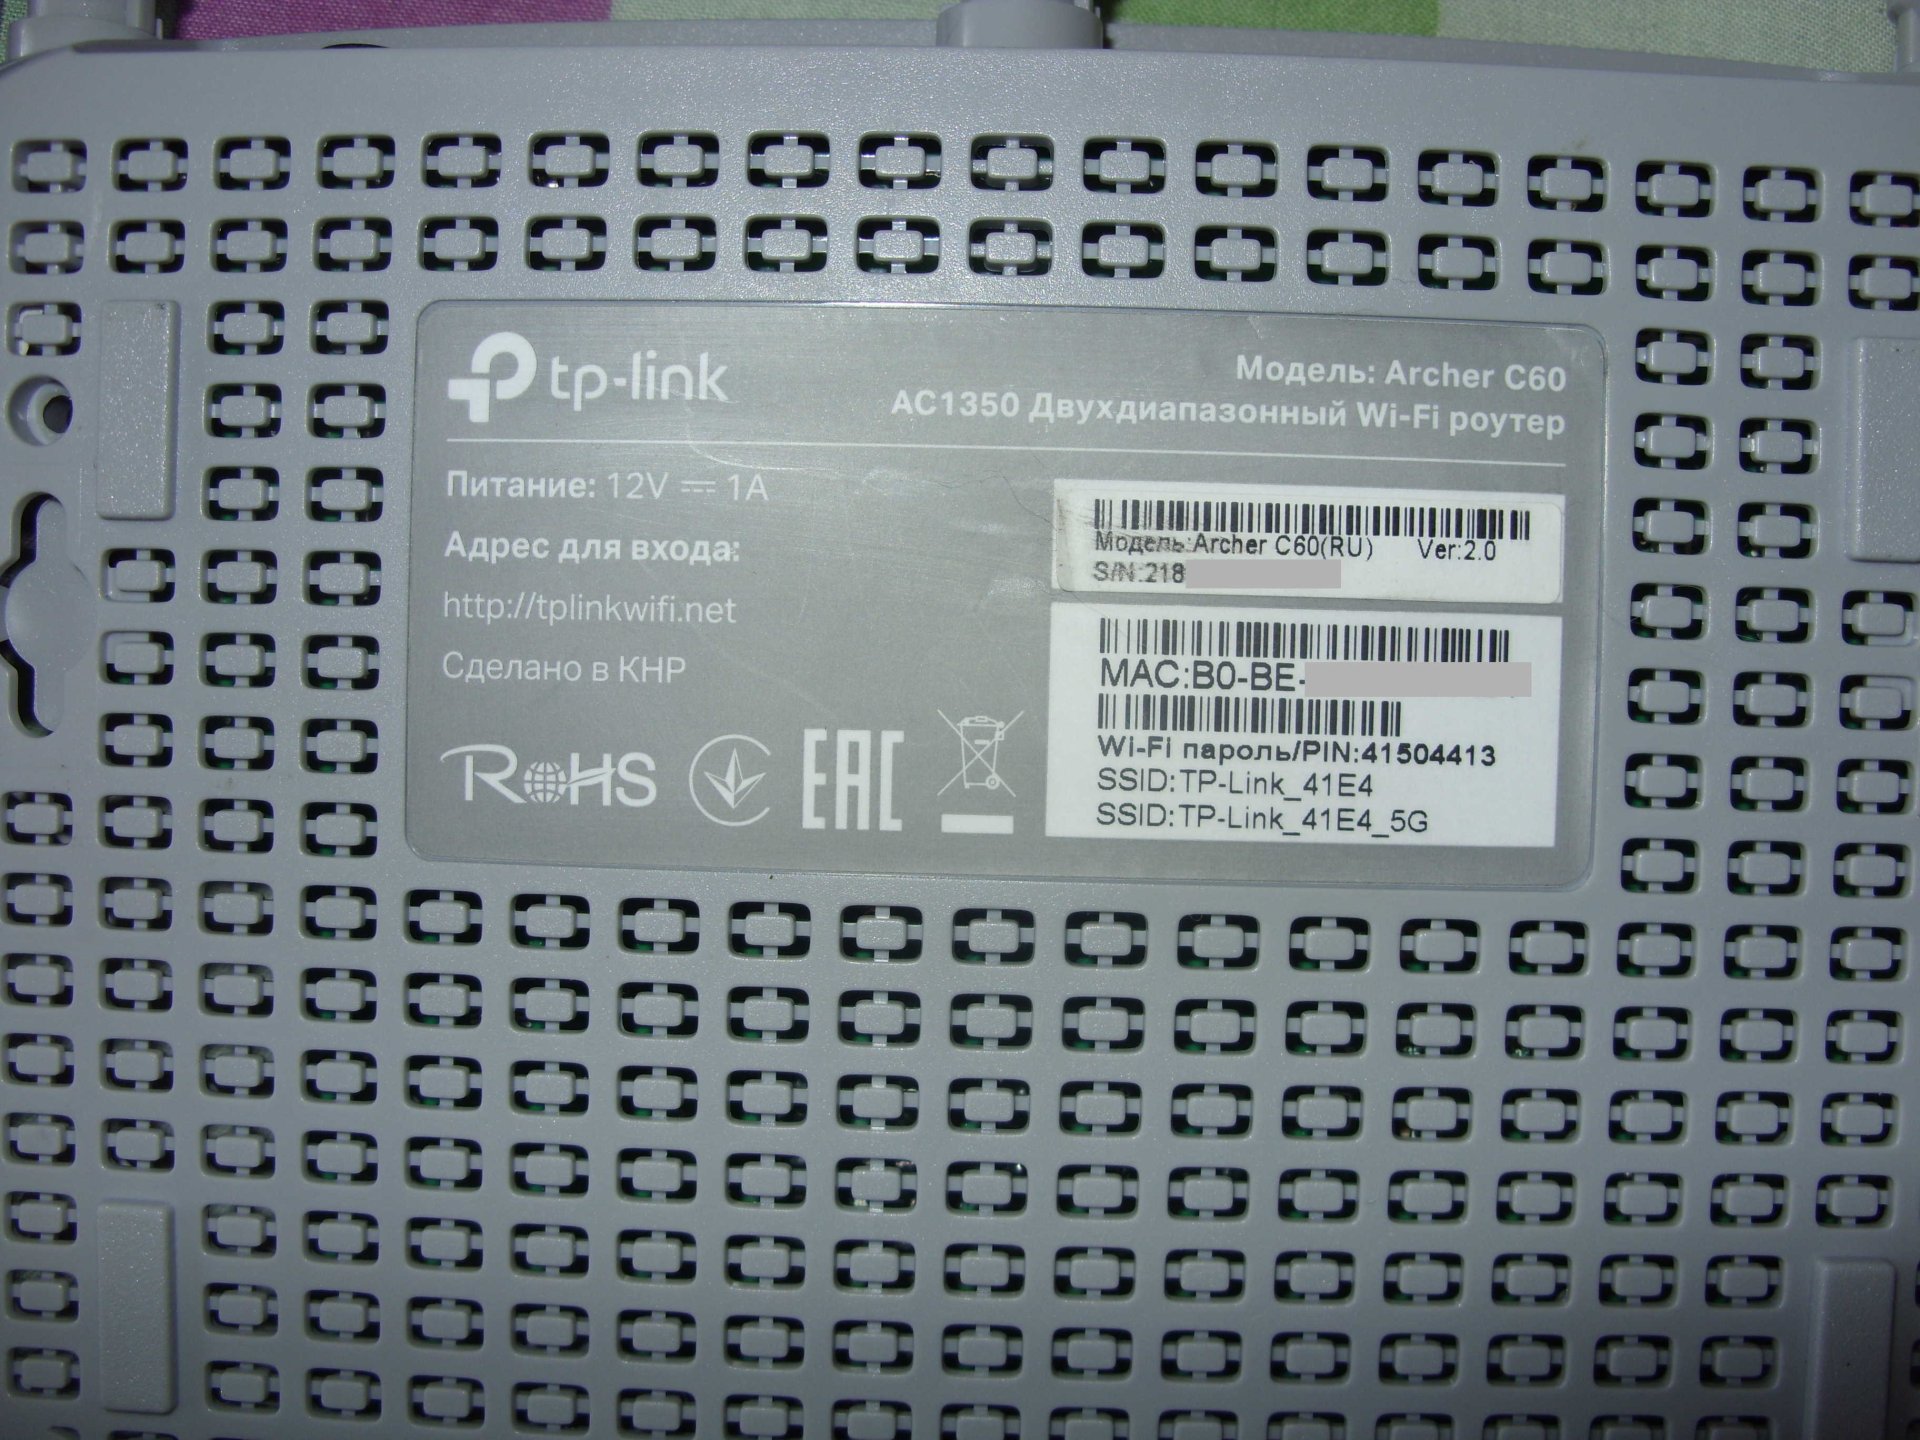 tp-link
Модель: Archer C60
AC1350 Двухдиапазонный Wi-Fi роутер
Питание: 12V ⎓ 1A
Адрес для входа:
http://tplinkwifi.net
Сделано в КНР
RoHS
EAC
Модель:Archer C60(RU) Ver:2.0
S/N:218
MAC:B0-BE-
Wi-Fi пароль/PIN:41504413
SSID:TP-Link_41E4
SSID:TP-Link_41E4_5G